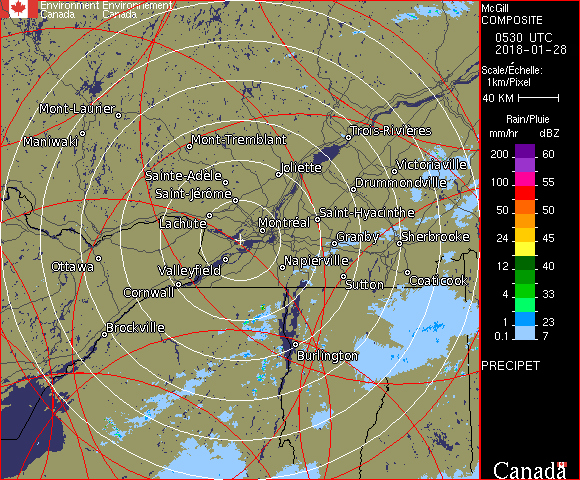 Environment Environnement
Canada Canada
McGill
COMPOSITE
0530 UTC
2018-01-28
Scale/Échelle:
1km/Pixel
40 KM
Rain/Pluie
mm/hr dBZ
200 60
150 57
100 55
50 50
24 45
12 40
4 33
1 23
0.1 7
PRECIPET
Canada
Mont-Laurier
Maniwaki
Mont-Tremblant
Trois-Rivières
Sainte-Adèle
Joliette
Victoriaville
Saint-Jérôme
Drummondville
Lachute
Montréal
Saint-Hyacinthe
Granby
Sherbrooke
Ottawa
Valleyfield
Napierville
Cornwall
Sutton
Coaticook
Brockville
Burlington